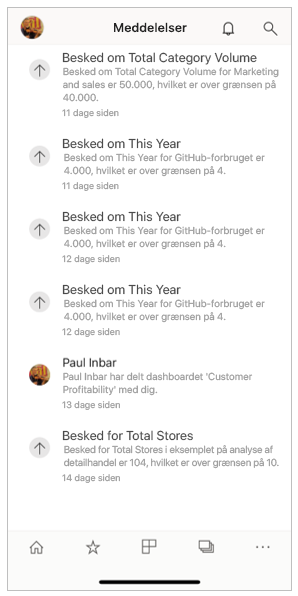 Meddelelser
Besked om Total Category Volume
Besked om Total Category Volume for Marketing
and sales er 50.000, hvilket er over grænsen på
40.000.
11 dage siden
Besked om This Year
Besked om This Year for GitHub-forbruget er
4.000, hvilket er over grænsen på 4.
11 dage siden
Besked om This Year
Besked om This Year for GitHub-forbruget er
4.000, hvilket er over grænsen på 4.
12 dage siden
Besked om This Year
Besked om This Year for GitHub-forbruget er
4.000, hvilket er over grænsen på 4.
12 dage siden
Paul Inbar
Paul Inbar har delt dashboardet 'Customer
Profitability' med dig.
13 dage siden
Besked for Total Stores
Besked for Total Stores i eksemplet på analyse af
detailhandel er 104, hvilket er over grænsen på 10.
14 dage siden